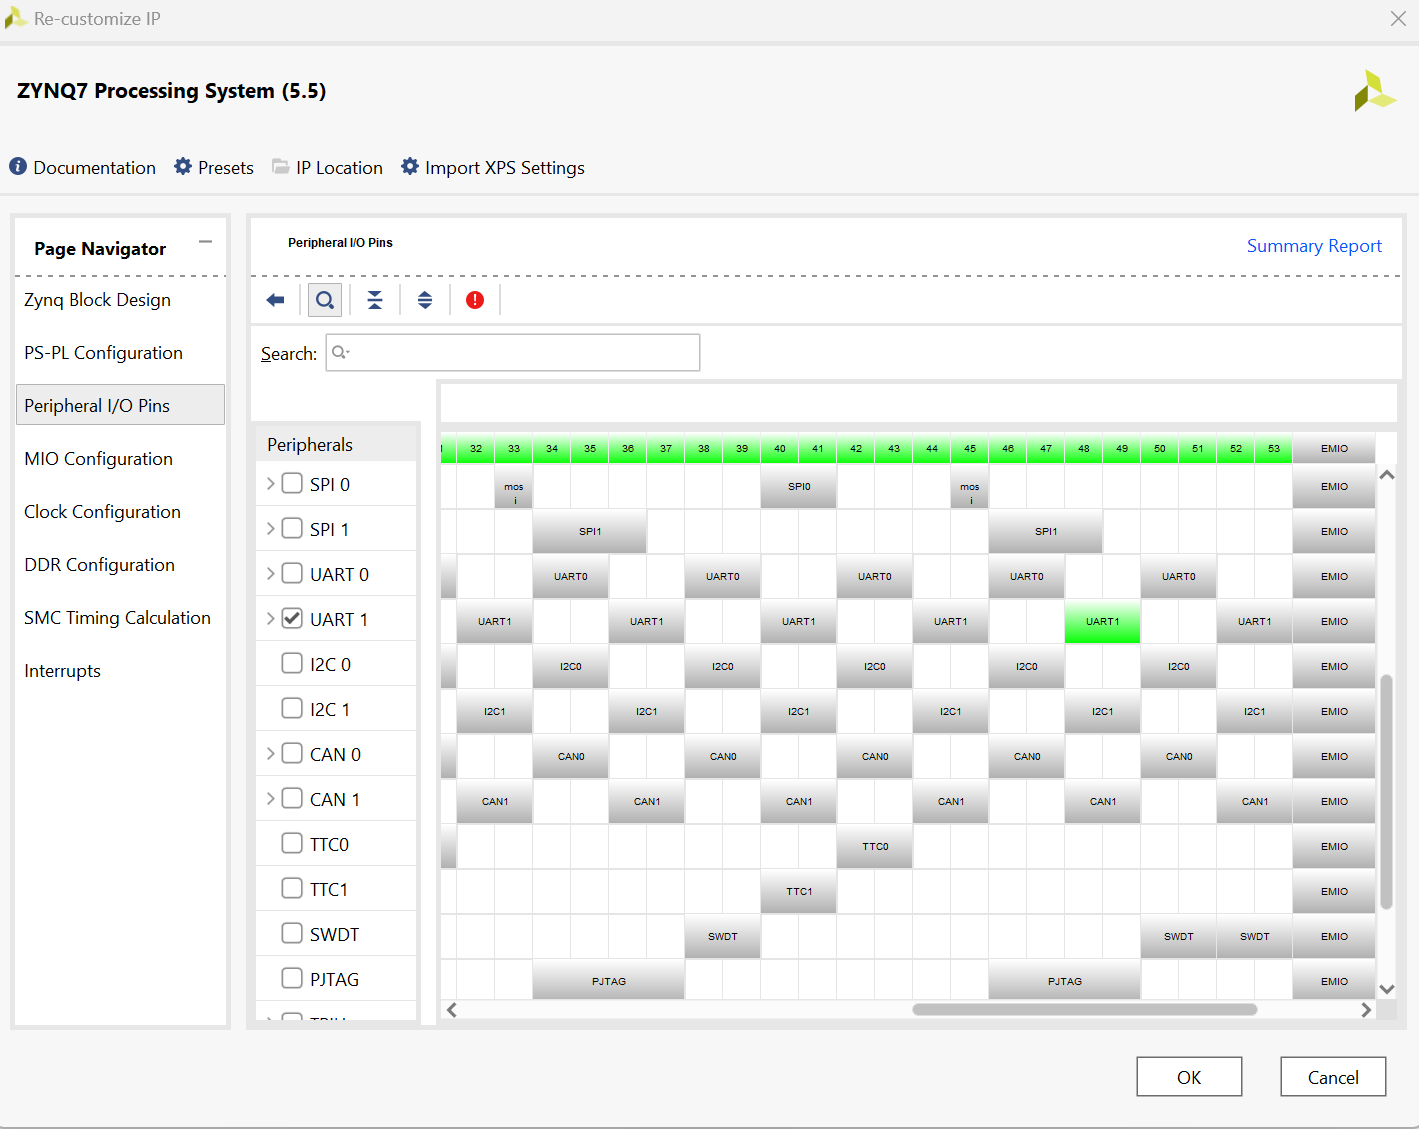 Re-customize IP
ZYNQ7 Processing System (5.5)
Documentation Presets IP Location Import XPS Settings
Page Navigator
Zynq Block Design
PS-PL Configuration
Peripheral I/O Pins
MIO Configuration
Clock Configuration
DDR Configuration
SMC Timing Calculation
Interrupts
Peripheral I/O Pins Summary Report
Search:
Peripherals 32 33 34 35 36 37 38 39 40 41 42 43 44 45 46 47 48 49 50 51 52 53 EMIO
SPI 0 mosi SPI0 mosi EMIO
SPI 1 SPI1 SPI1 EMIO
UART 0 UART0 UART0 UART0 UART0 UART0 EMIO
UART 1 UART1 UART1 UART1 UART1 UART1 UART1 EMIO
I2C 0 I2C0 I2C0 I2C0 I2C0 I2C0 EMIO
I2C 1 I2C1 I2C1 I2C1 I2C1 I2C1 I2C1 EMIO
CAN 0 CAN0 CAN0 CAN0 CAN0 CAN0 EMIO
CAN 1 CAN1 CAN1 CAN1 CAN1 CAN1 CAN1 EMIO
TTC0 TTC0 EMIO
TTC1 TTC1 EMIO
SWDT SWDT SWDT SWDT EMIO
PJTAG PJTAG PJTAG EMIO
OK Cancel